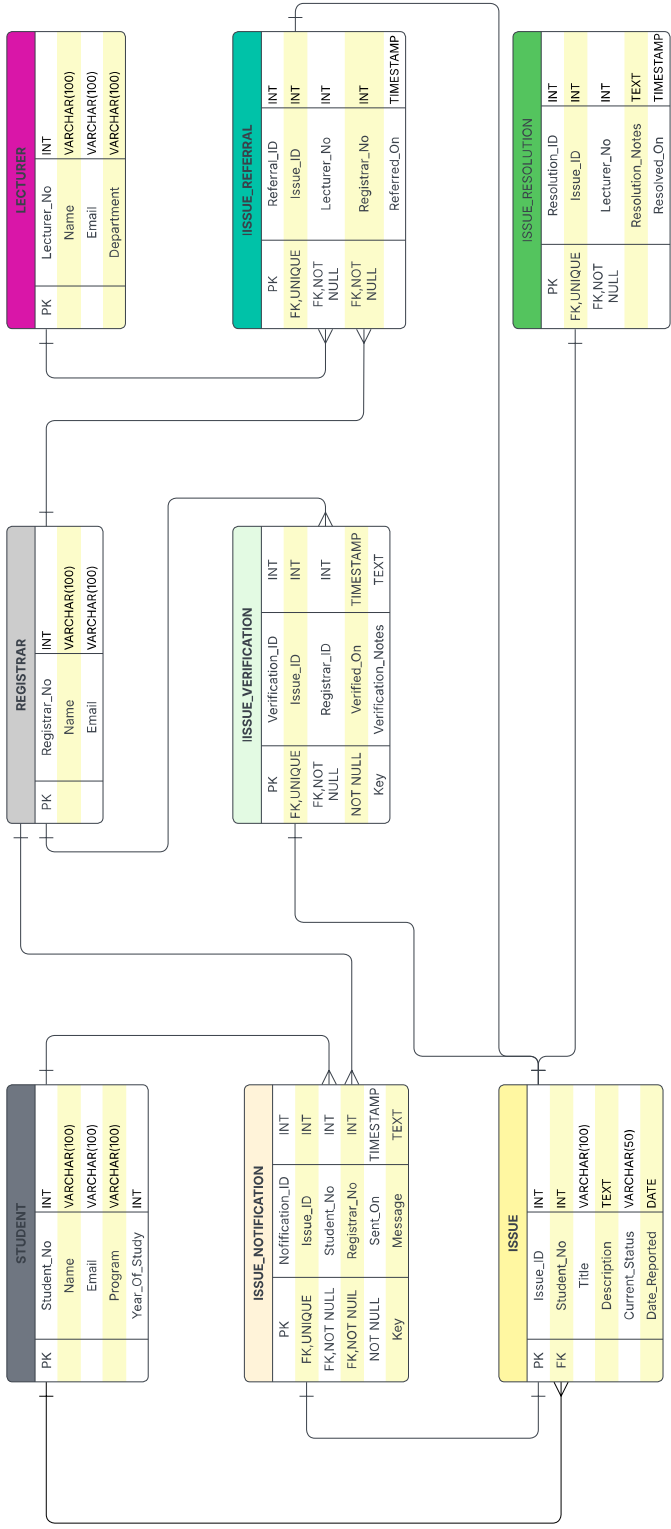 STUDENT
PK Student_No INT
Name VARCHAR(100)
Email VARCHAR(100)
Program VARCHAR(100)
Year_Of_Study INT
REGISTRAR
PK Registrar_No INT
Name VARCHAR(100)
Email VARCHAR(100)
LECTURER
PK Lecturer_No INT
Name VARCHAR(100)
Email VARCHAR(100)
Department VARCHAR(100)
ISSUE_NOTIFICATION
PK Nofification_ID INT
FK,UNIQUE Issue_ID INT
FK,NOT NULL Student_No INT
FK,NOT NUIL Registrar_No INT
NOT NULL Sent_On TIMESTAMP
Key Message TEXT
IISSUE_VERIFICATION
PK Verification_ID INT
FK,UNIQUE Issue_ID INT
FK,NOT
NULL Registrar_ID INT
NOT NULL Verified_On TIMESTAMP
Key Verification_Notes TEXT
IISSUE_REFERRAL
PK Referral_ID INT
FK,UNIQUE Issue_ID INT
FK,NOT
NULL Lecturer_No INT
FK,NOT
NULL Registrar_No INT
Referred_On TIMESTAMP
ISSUE
PK Issue_ID INT
FK Student_No INT
Title VARCHAR(100)
Description TEXT
Current_Status VARCHAR(50)
Date_Reported DATE
ISSUE_RESOLUTION
PK Resolution_ID INT
FK,UNIQUE Issue_ID INT
FK,NOT
NULL Lecturer_No INT
Resolution_Notes TEXT
Resolved_On TIMESTAMP